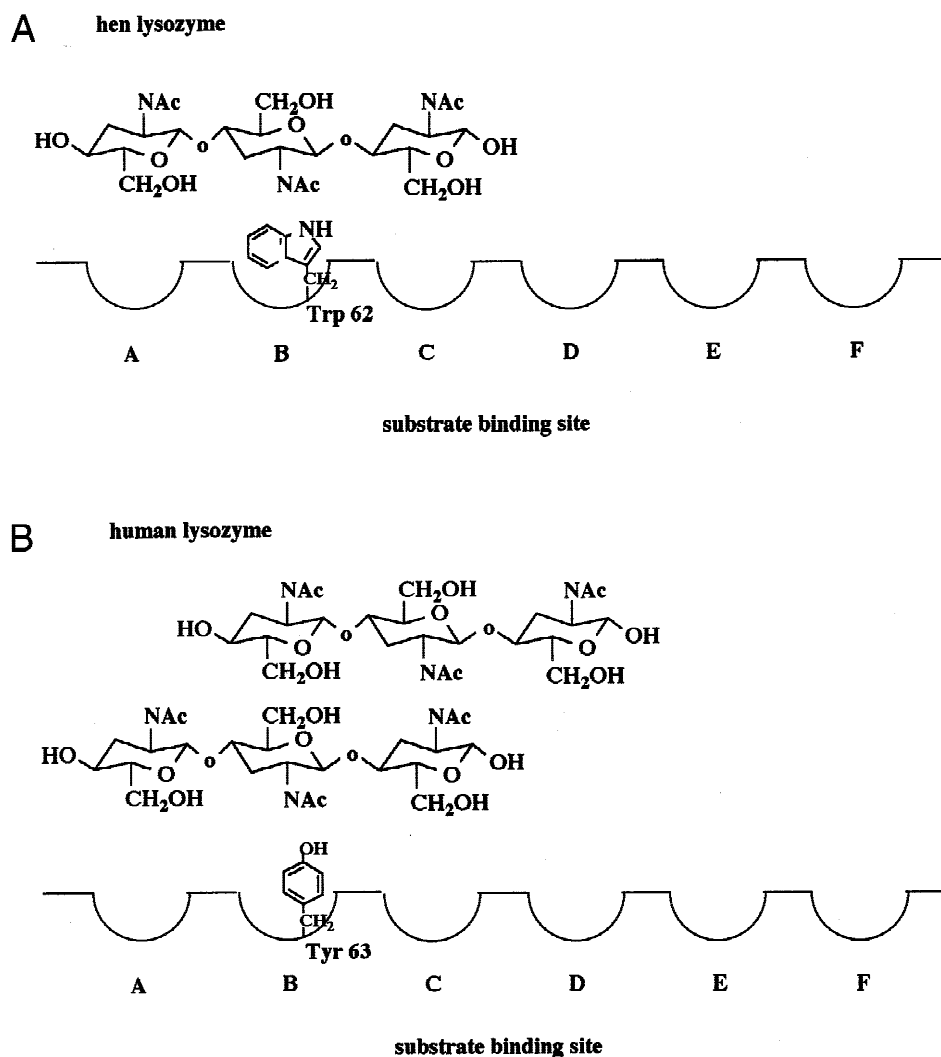 A
hen lysozyme
NAc CH₂OH NAc
HO O O OH
o o O
CH₂OH NAc CH₂OH
NH
CH₂
Trp 62
A B C D E F
substrate binding site
B
human lysozyme
NAc CH₂OH NAc
HO O O OH
o o O
CH₂OH NAc CH₂OH
NAc CH₂OH NAc
HO O O OH
o o O
CH₂OH NAc CH₂OH
OH
CH₂
Tyr 63
A B C D E F
substrate binding site